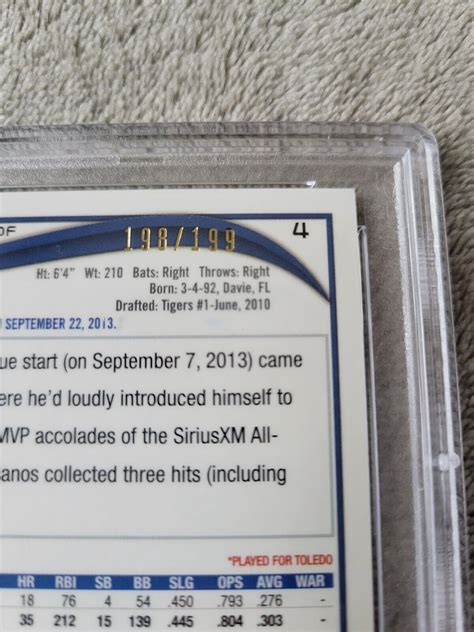 OF 198/199 4
Ht: 6'4" Wt: 210 Bats: Right Throws: Right
Born: 3-4-92, Davie, FL
Drafted: Tigers #1-June, 2010
SEPTEMBER 22, 2013.
ue start (on September 7, 2013) came
ere he'd loudly introduced himself to
MVP accolades of the SiriusXM All-
sanos collected three hits (including
*PLAYED FOR TOLEDO
HR RBI SB BB SLG OPS AVG WAR
18 76 4 54 .450 .793 .276 -
35 212 15 139 .445 .804 .303 -